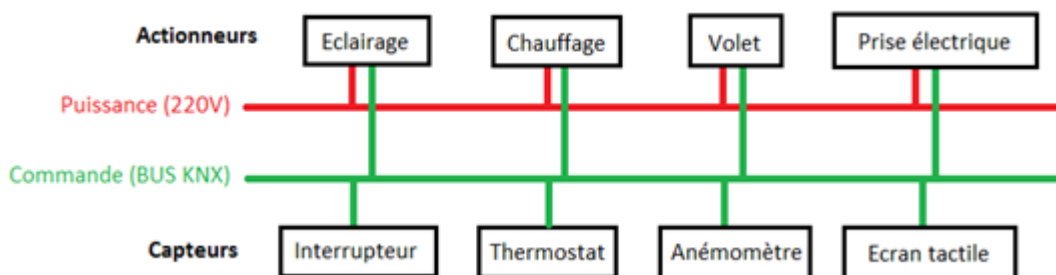 Actionneurs Eclairage Chauffage Volet Prise électrique
Puissance (220V)
Commande (BUS KNX)
Capteurs Interrupteur Thermostat Anémomètre Ecran tactile